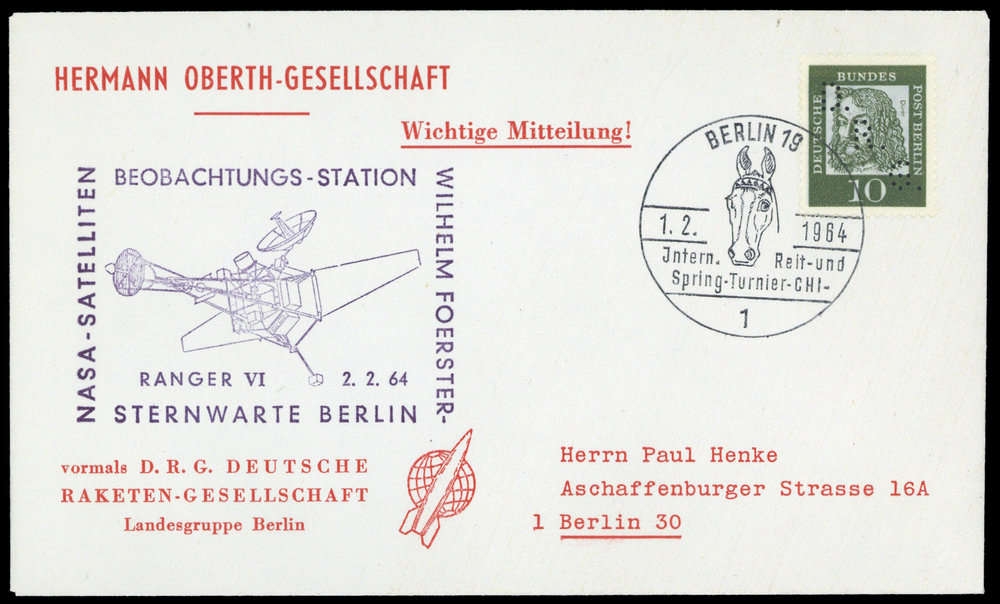 HERMANN OBERTH-GESELLSCHAFT
Wichtige Mitteilung!
NASA-SATELLITEN
BEOBACHTUNGS-STATION
WILHELM FOERSTER-
RANGER VI 2. 2. 64
STERNWARTE BERLIN
vormals D. R. G. DEUTSCHE
RAKETEN-GESELLSCHAFT
Landesgruppe Berlin
DEUTSCHE
BUNDES
POST BERLIN
Dürer
10
BERLIN 19
1. 2. 1964
Intern. Reit-und
Spring-Turnier-CHI-
1
Herrn Paul Henke
Aschaffenburger Strasse 16A
1 Berlin 30